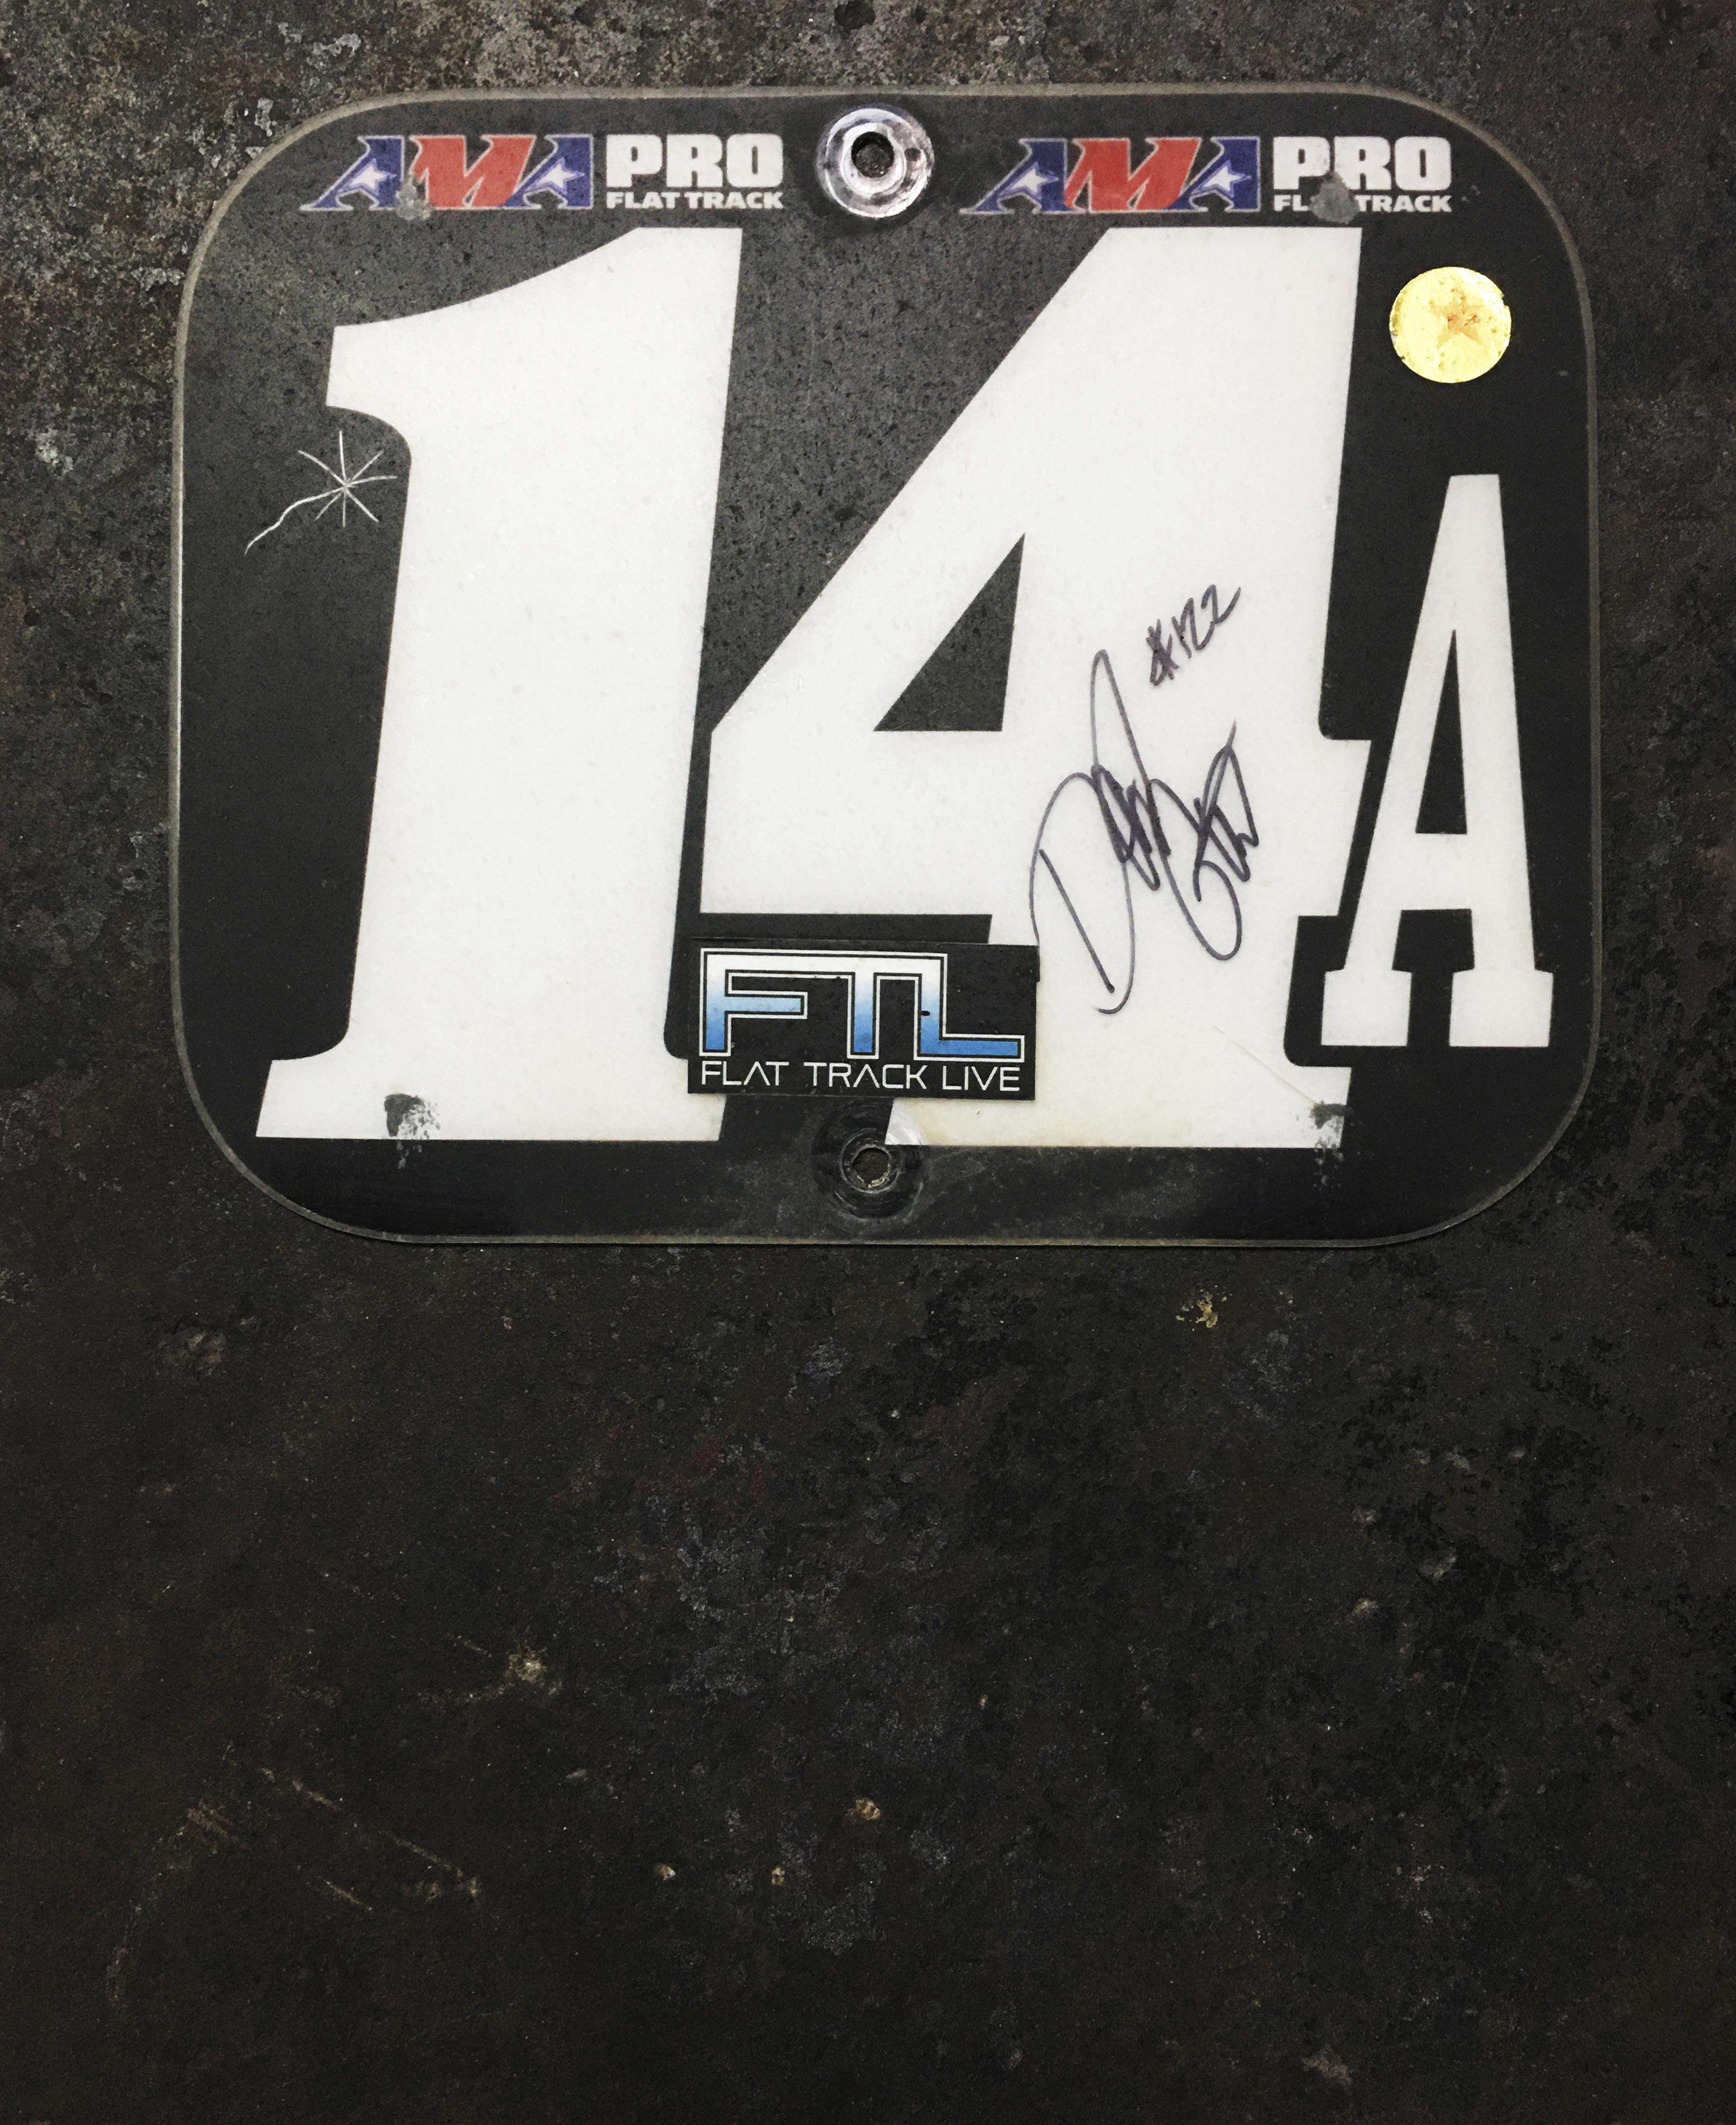 AMA PRO FLAT TRACK
AMA PRO FLAT TRACK
14A
#122
FTL
FLAT TRACK LIVE